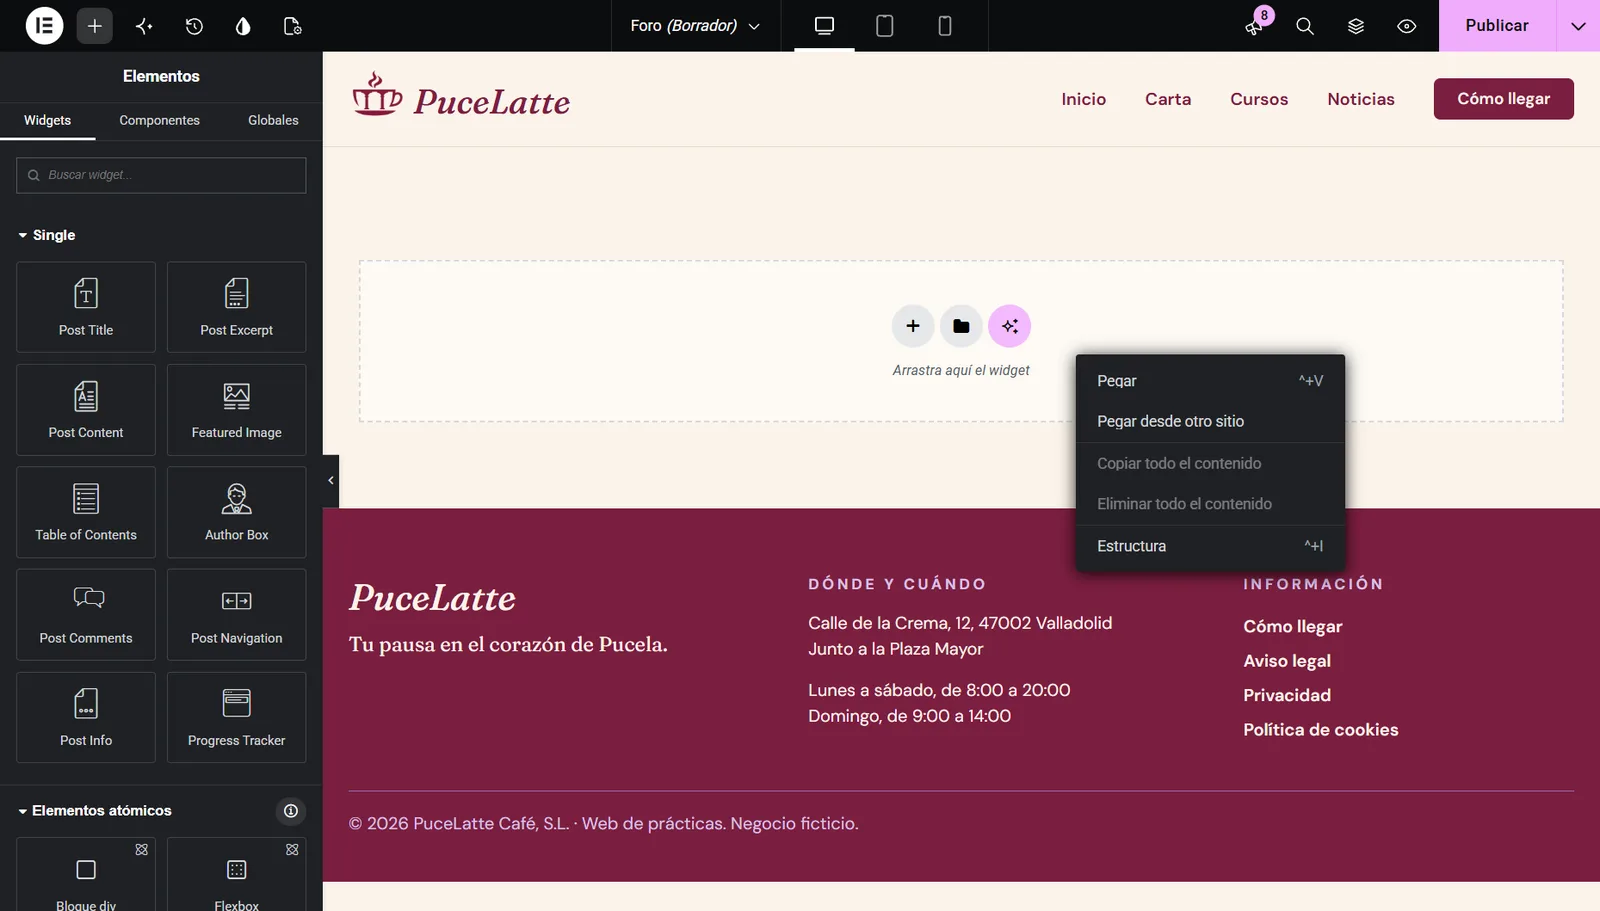 Foro (Borrador)
8
Publicar
Elementos
Widgets
Componentes
Globales
Buscar widget...
Single
Post Title
Post Excerpt
Post Content
Featured Image
Table of Contents
Author Box
Post Comments
Post Navigation
Post Info
Progress Tracker
Elementos atómicos
Bloque div
Flexbox
PuceLatte
Inicio
Carta
Cursos
Noticias
Cómo llegar
Arrastra aquí el widget
Pegar ^+V
Pegar desde otro sitio
Copiar todo el contenido
Eliminar todo el contenido
Estructura ^+I
PuceLatte
Tu pausa en el corazón de Pucela.
DÓNDE Y CUÁNDO
Calle de la Crema, 12, 47002 Valladolid
Junto a la Plaza Mayor
Lunes a sábado, de 8:00 a 20:00
Domingo, de 9:00 a 14:00
INFORMACIÓN
Cómo llegar
Aviso legal
Privacidad
Política de cookies
© 2026 PuceLatte Café, S.L. · Web de prácticas. Negocio ficticio.